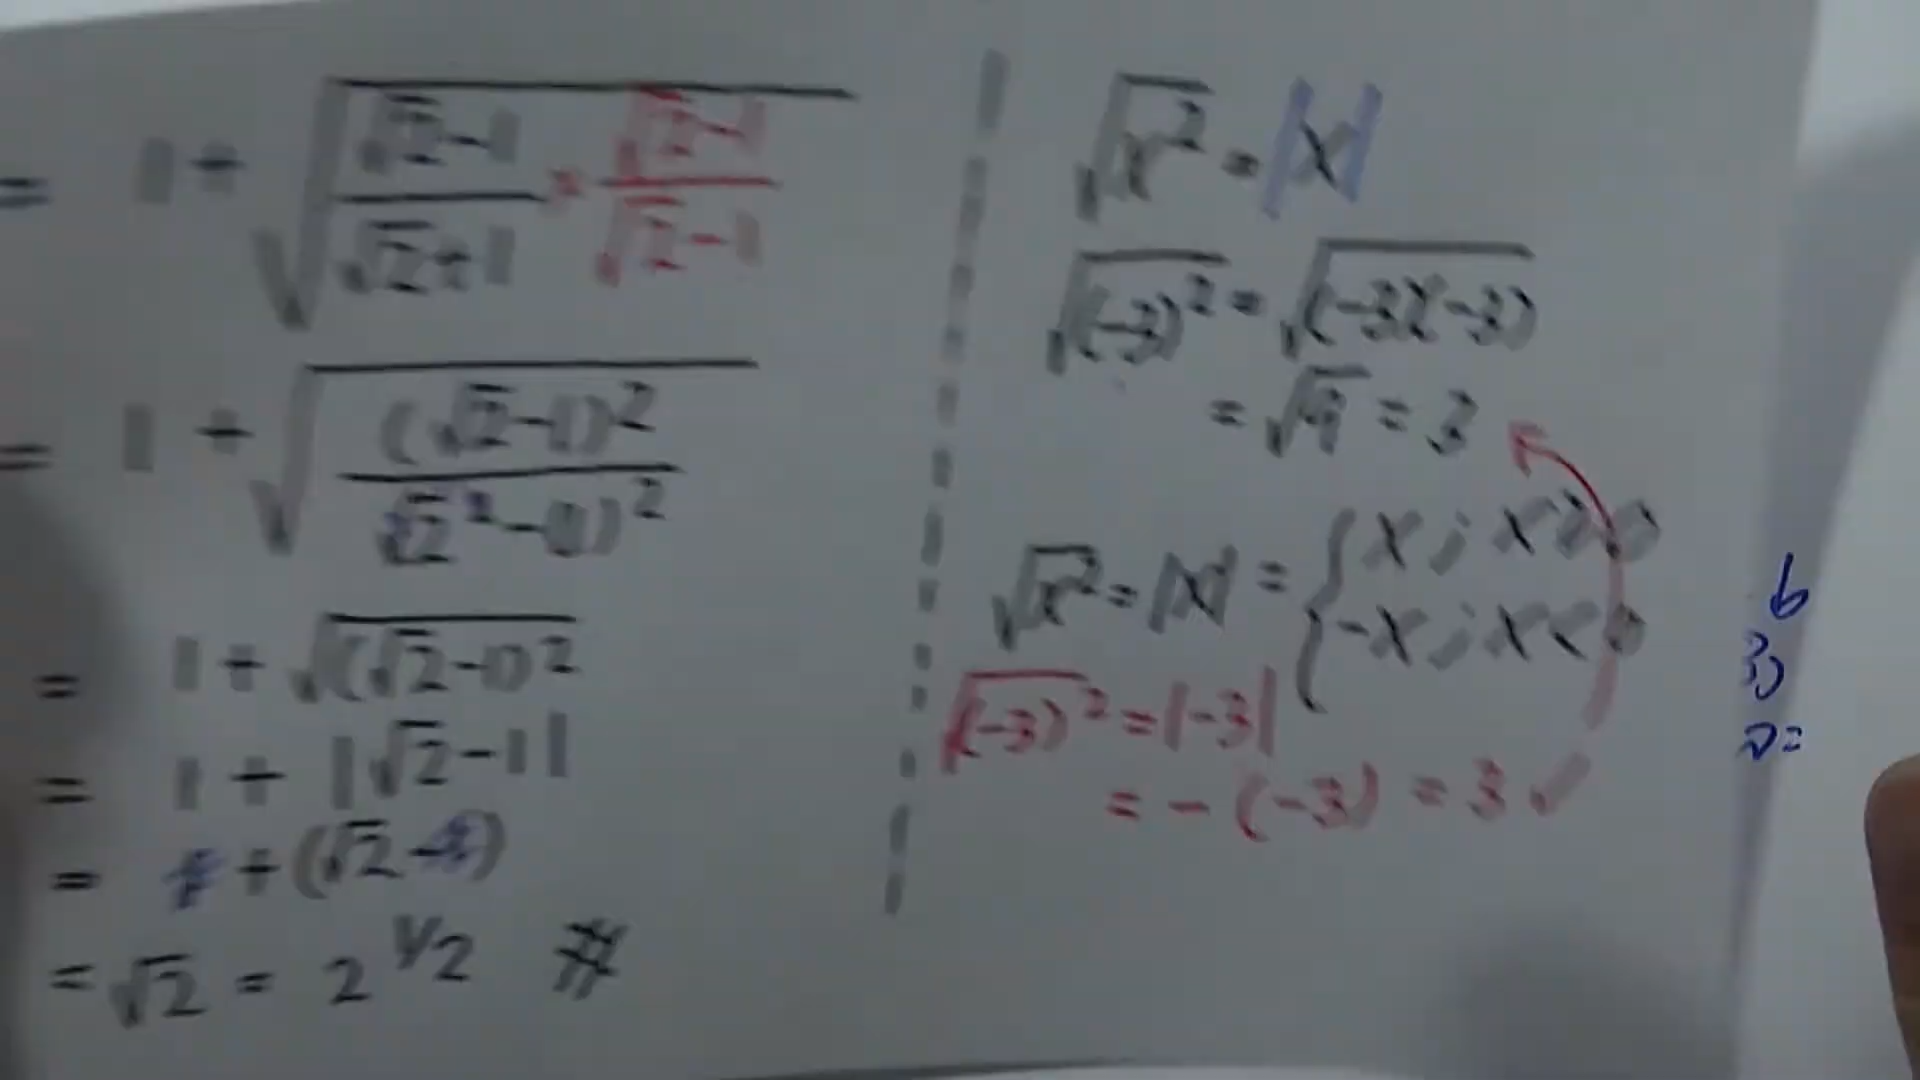 = 1 + √((√2 - 1)/(√2 + 1) × (√2 - 1)/(√2 - 1))
= 1 + √((√2 - 1)²/(√2² - 1)²)
= 1 + √(√2 - 1)²
= 1 + |√2 - 1|
= 1 + (√2 - 1)
= √2 = 2^1/2 #
√x² = |x|
√(-3)² = √(-3)(-3)
= √9 = 3
√x² = |x| = { x ; x ≥ 0
-x ; x < 0
√(-3)² = |-3|
= -(-3) = 3 ✓